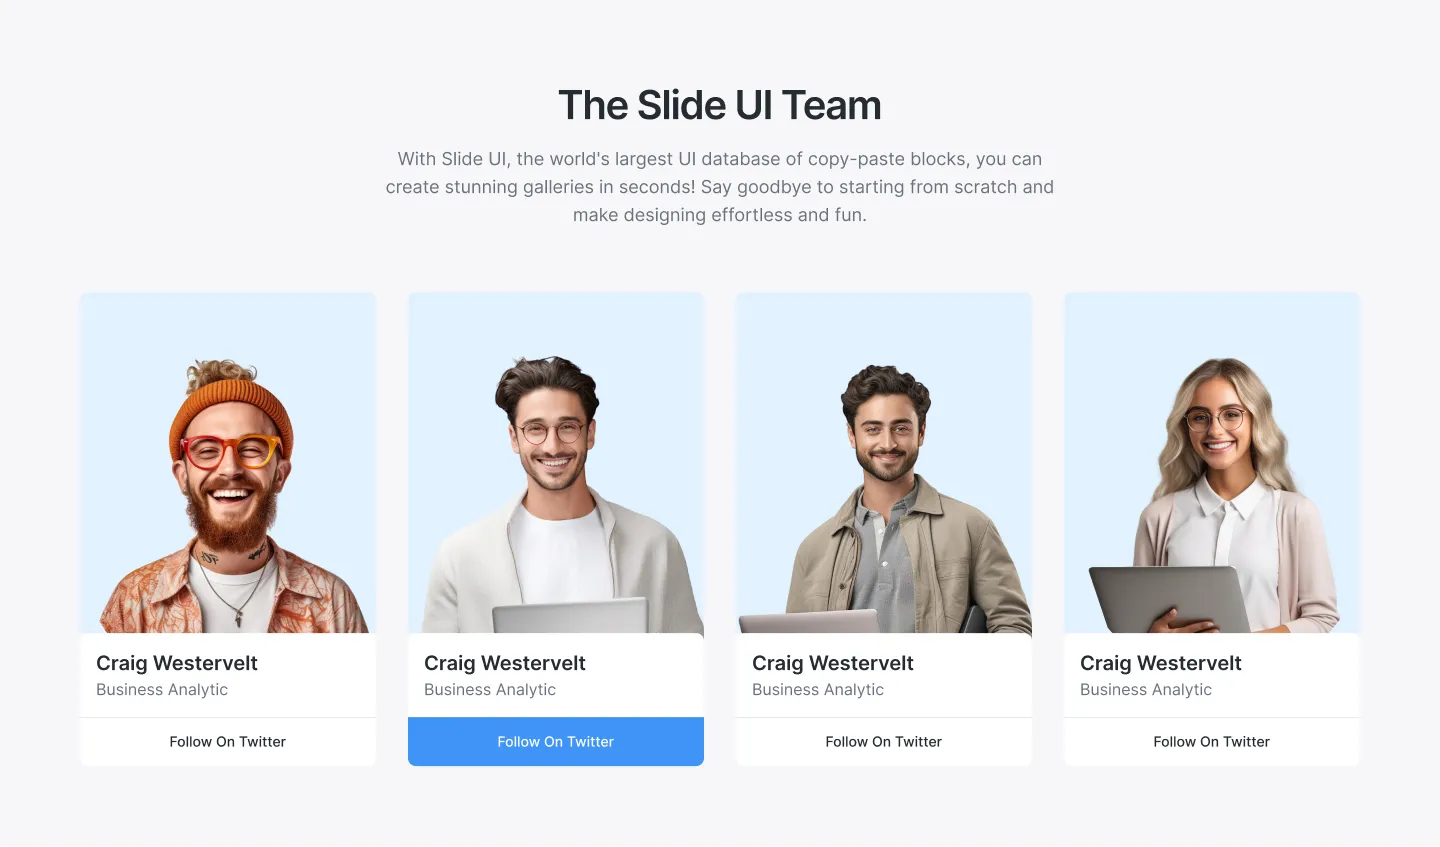 The Slide UI Team
With Slide UI, the world's largest UI database of copy-paste blocks, you can
create stunning galleries in seconds! Say goodbye to starting from scratch and
make designing effortless and fun.
Craig Westervelt
Business Analytic
Follow On Twitter
Craig Westervelt
Business Analytic
Follow On Twitter
Craig Westervelt
Business Analytic
Follow On Twitter
Craig Westervelt
Business Analytic
Follow On Twitter